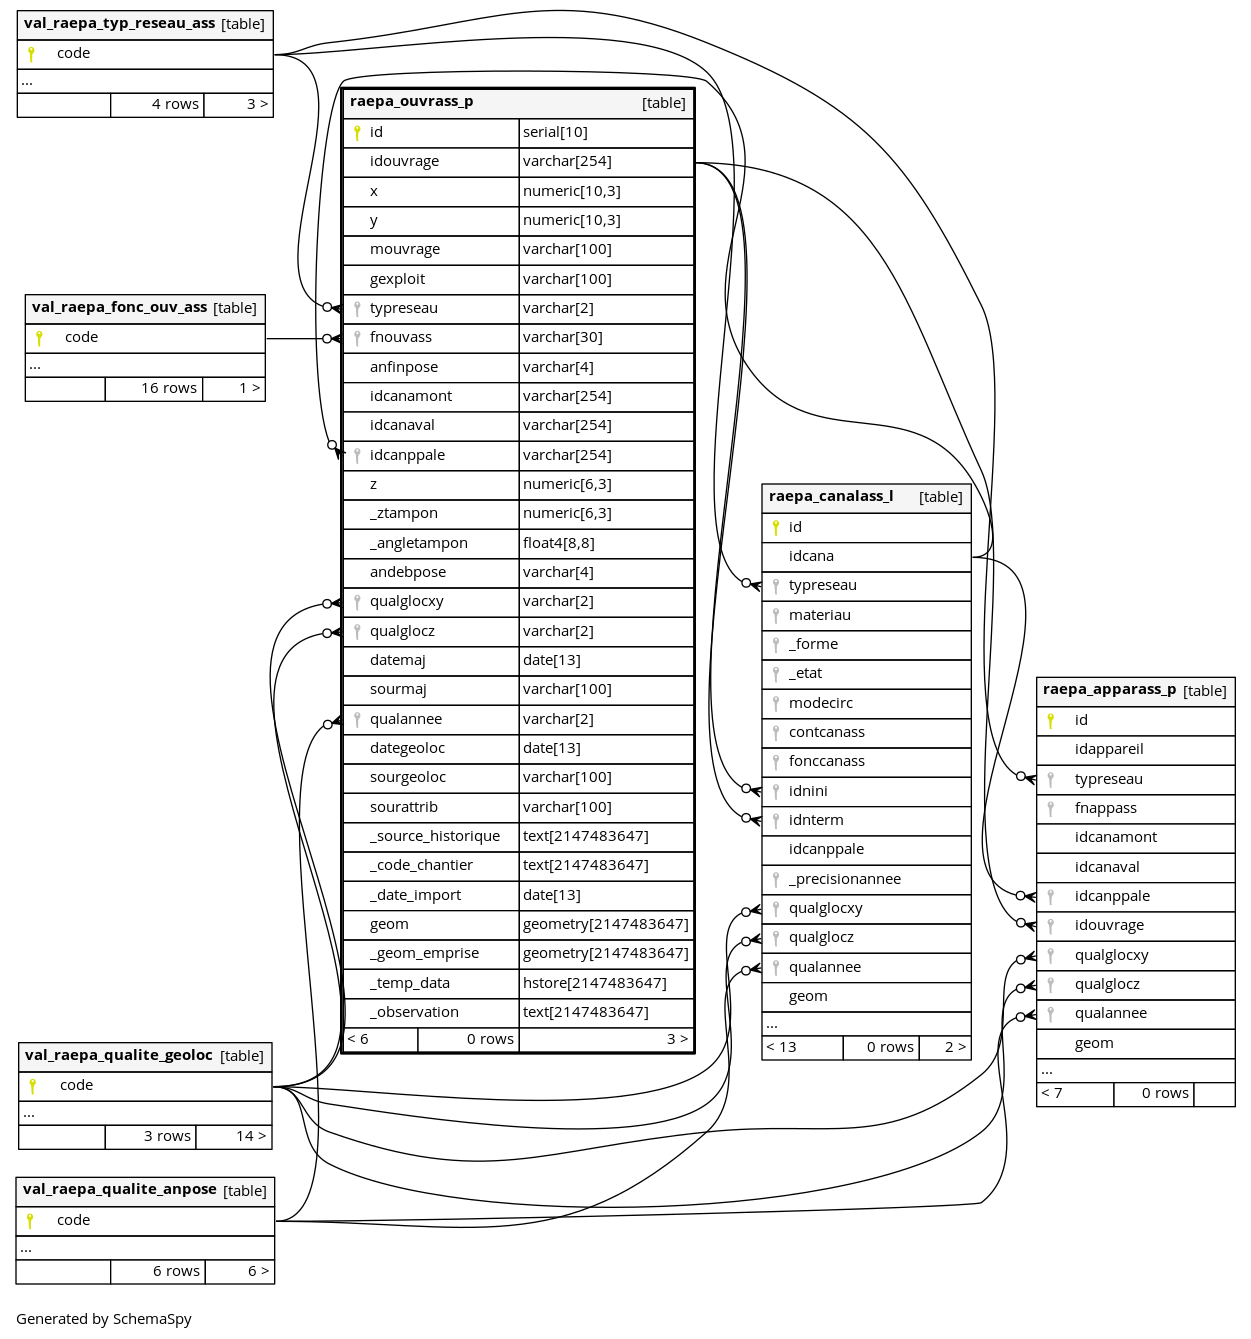 val_raepa_typ_reseau_ass [table]
code
...
4 rows 3 >
val_raepa_fonc_ouv_ass [table]
code
...
16 rows 1 >
raepa_ouvrass_p [table]
id serial[10]
idouvrage varchar[254]
x numeric[10,3]
y numeric[10,3]
mouvrage varchar[100]
gexploit varchar[100]
typreseau varchar[2]
fnouvass varchar[30]
anfinpose varchar[4]
idcanamont varchar[254]
idcanaval varchar[254]
idcanppale varchar[254]
z numeric[6,3]
_ztampon numeric[6,3]
_angletampon float4[8,8]
andebpose varchar[4]
qualglocxy varchar[2]
qualglocz varchar[2]
datemaj date[13]
sourmaj varchar[100]
qualannee varchar[2]
dategeoloc date[13]
sourgeoloc varchar[100]
sourattrib varchar[100]
_source_historique text[2147483647]
_code_chantier text[2147483647]
_date_import date[13]
geom geometry[2147483647]
_geom_emprise geometry[2147483647]
_temp_data hstore[2147483647]
_observation text[2147483647]
< 6 0 rows 3 >
raepa_canalass_l [table]
id
idcana
typreseau
materiau
_forme
_etat
modecirc
contcanass
fonccanass
idnini
idnterm
idcanppale
_precisionannee
qualglocxy
qualglocz
qualannee
geom
...
< 13 0 rows 2 >
raepa_apparass_p [table]
id
idappareil
typreseau
fnappass
idcanamont
idcanaval
idcanppale
idouvrage
qualglocxy
qualglocz
qualannee
geom
...
< 7 0 rows
val_raepa_qualite_geoloc [table]
code
...
3 rows 14 >
val_raepa_qualite_anpose [table]
code
...
6 rows 6 >
Generated by SchemaSpy